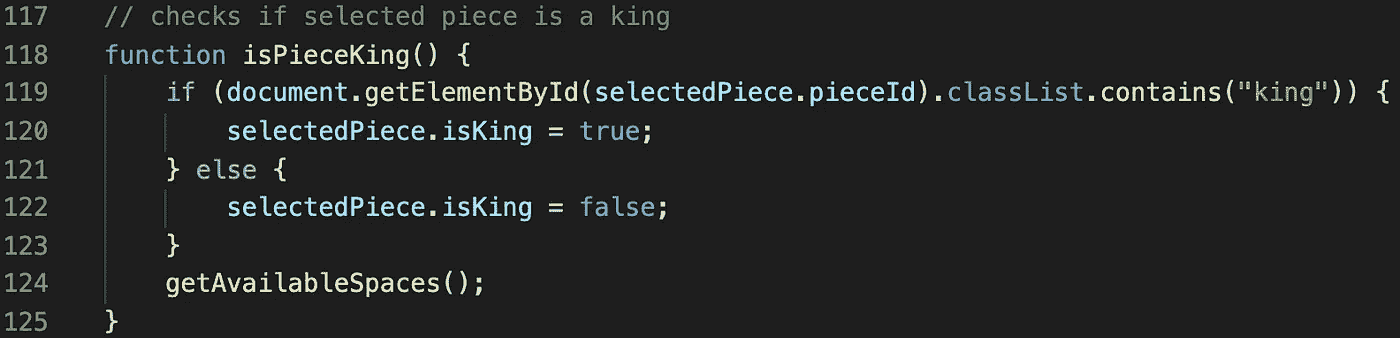 117 // checks if selected piece is a king
118 function isPieceKing() {
119     if (document.getElementById(selectedPiece.pieceId).classList.contains("king")) {
120         selectedPiece.isKing = true;
121     } else {
122         selectedPiece.isKing = false;
123     }
124     getAvailableSpaces();
125 }